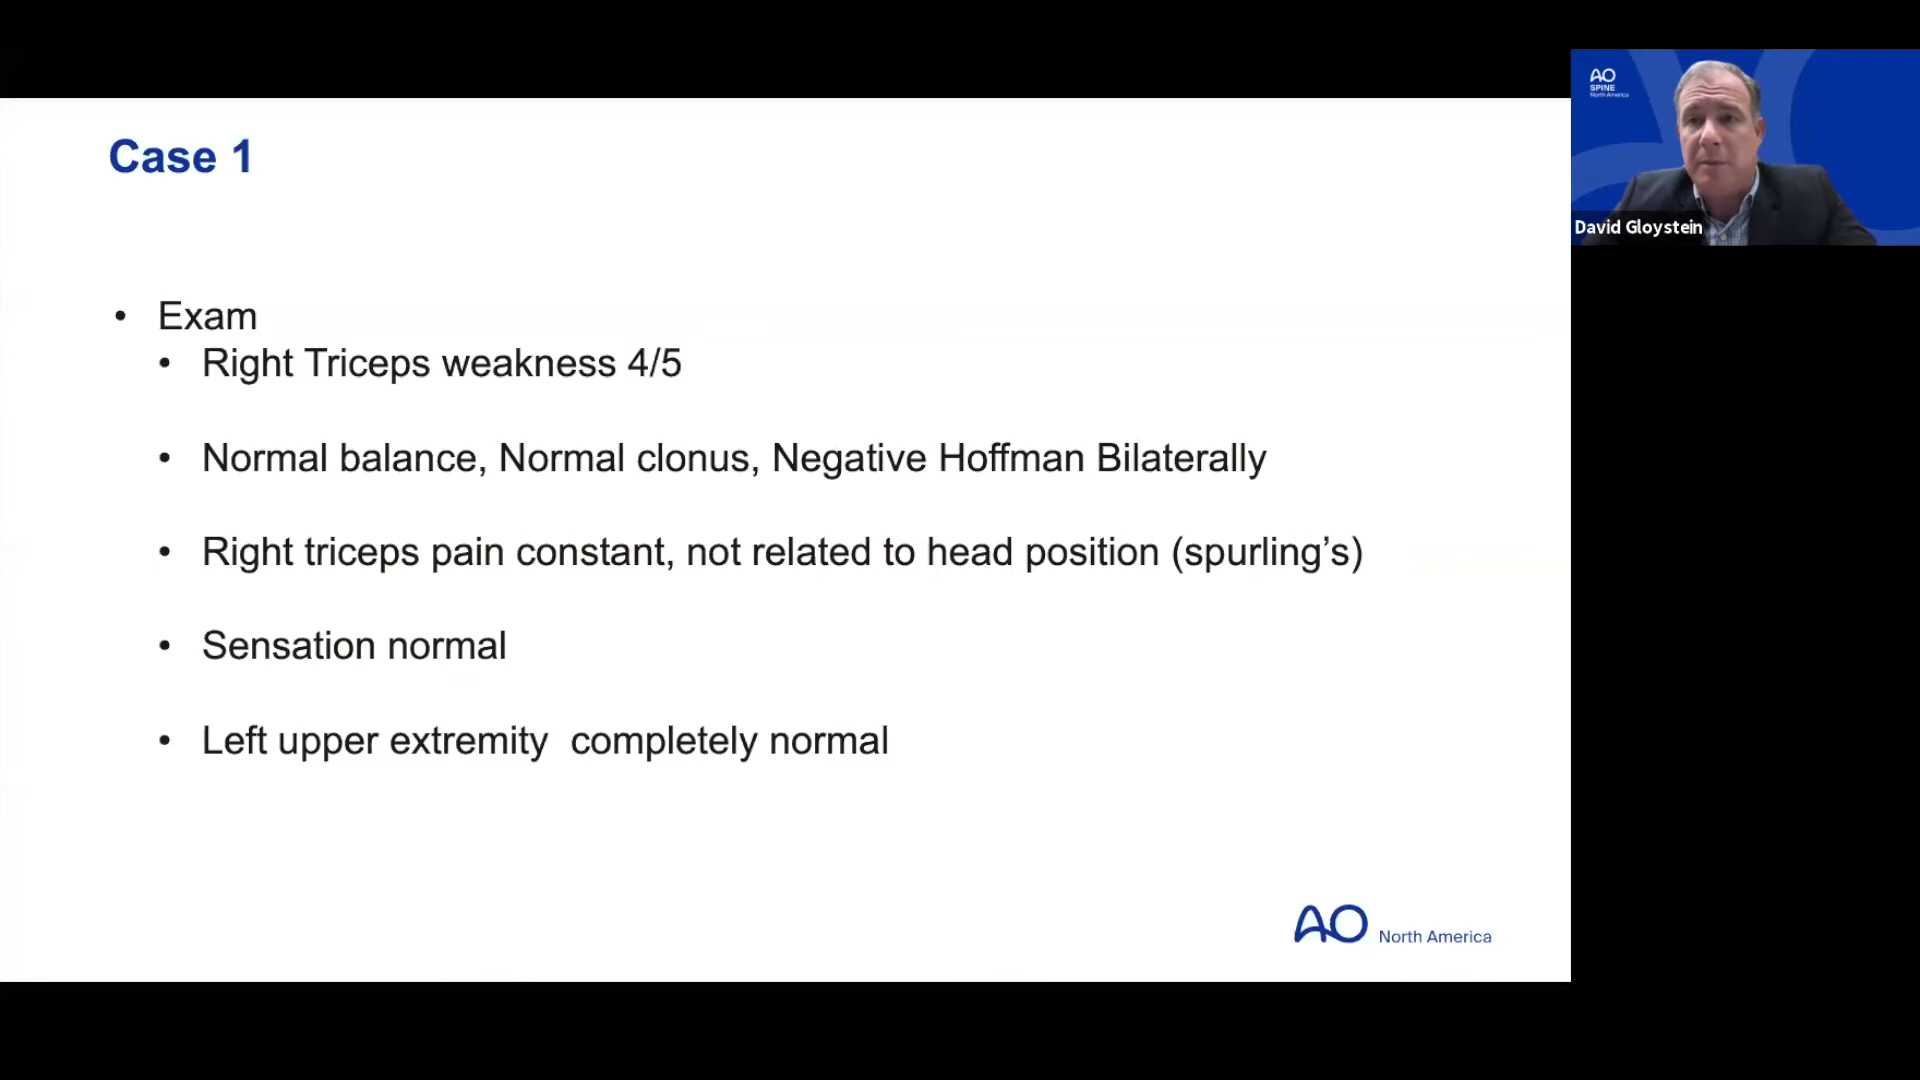 Case 1
• Exam
• Right Triceps weakness 4/5
• Normal balance, Normal clonus, Negative Hoffman Bilaterally
• Right triceps pain constant, not related to head position (spurling’s)
• Sensation normal
• Left upper extremity  completely normal
AO North America
AO
SPINE
North America
David Gloystein